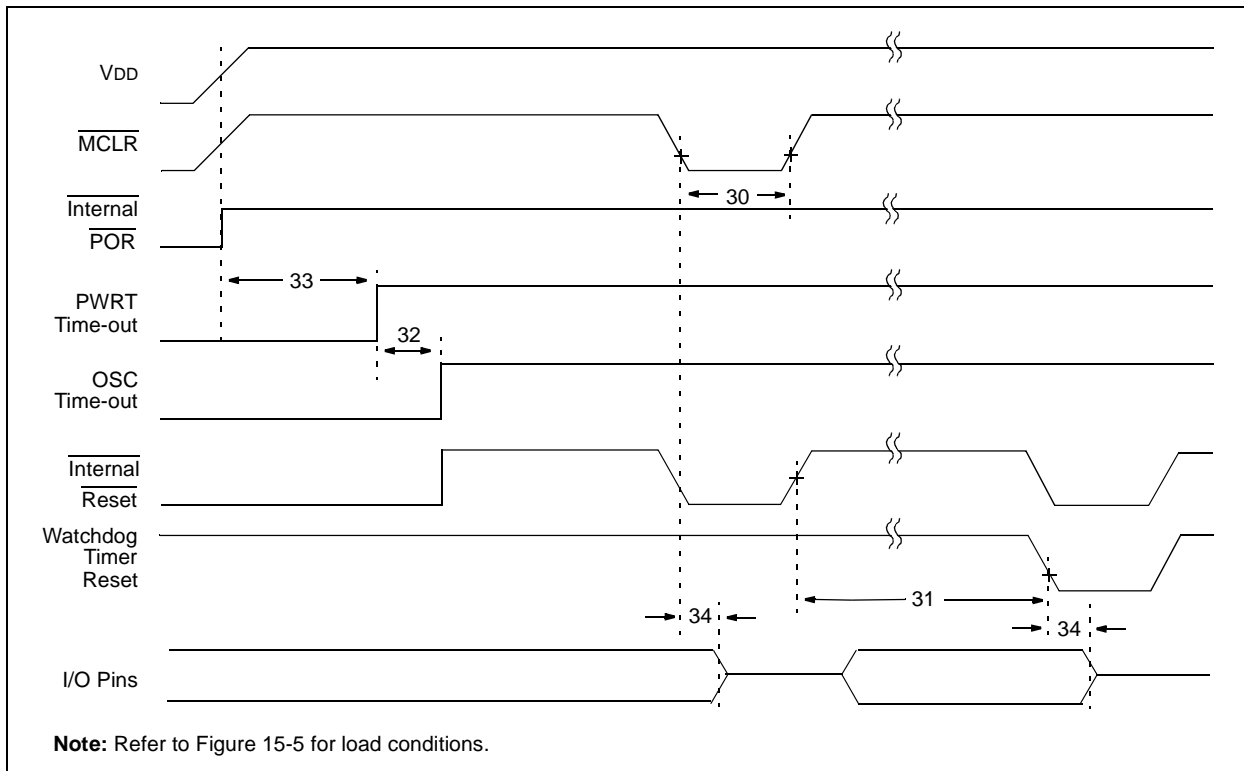 VDD
MCLR
30
Internal
POR
33
PWRT
Time-out
32
OSC
Time-out
Internal
Reset
Watchdog
Timer
Reset
31
34
34
I/O Pins
Note: Refer to Figure 15-5 for load conditions.